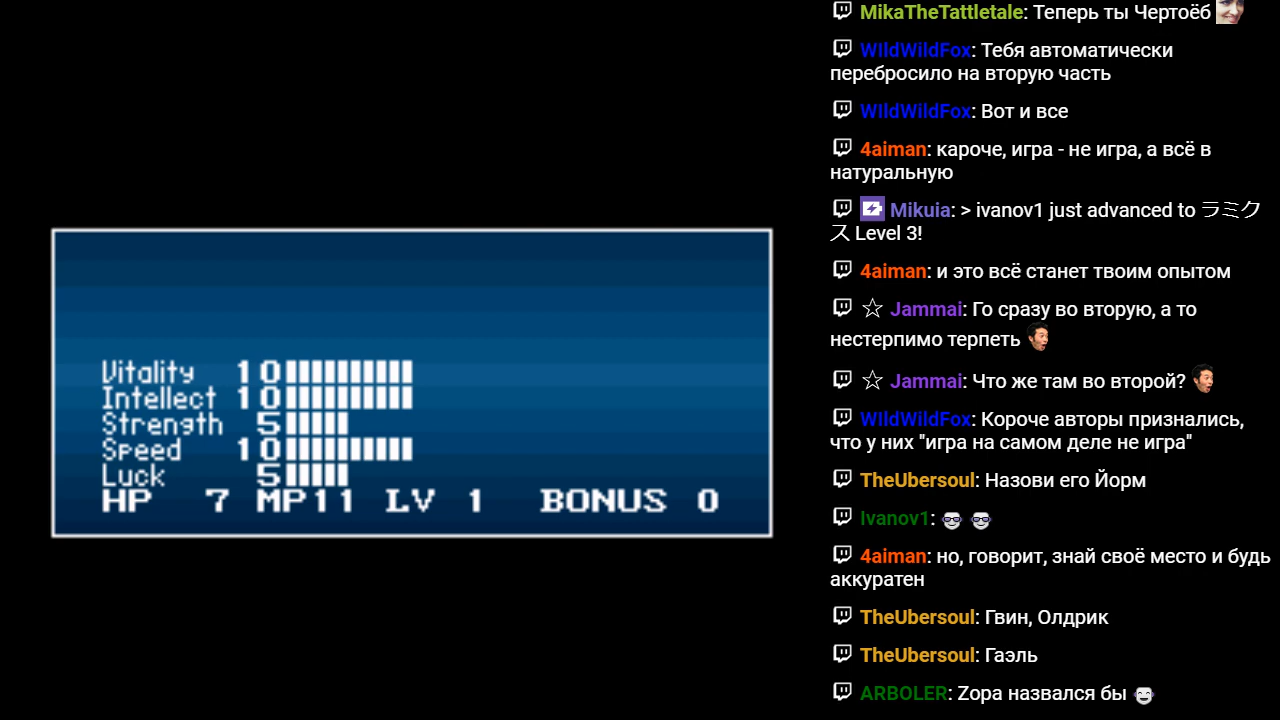 Vitality 10
Intellect 10
Strength 5
Speed 10
Luck 5
HP 7 MP11 LV 1 BONUS 0
MikaTheTattletale: Теперь ты Чертоёб
WIldWildFox: Тебя автоматически
перебросило на вторую часть
WIldWildFox: Вот и все
4aiman: кароче, игра - не игра, а всё в
натуральную
Mikuia: > ivanov1 just advanced to ラミク
ス Level 3!
4aiman: и это всё станет твоим опытом
Jammai: Го сразу во вторую, а то
нестерпимо терпеть
Jammai: Что же там во второй?
WIldWildFox: Короче авторы признались,
что у них "игра на самом деле не игра"
TheUbersoul: Назови его Йорм
Ivanov1:
4aiman: но, говорит, знай своё место и будь
аккуратен
TheUbersoul: Гвин, Олдрик
TheUbersoul: Гаэль
ARBOLER: Zopa назвался бы